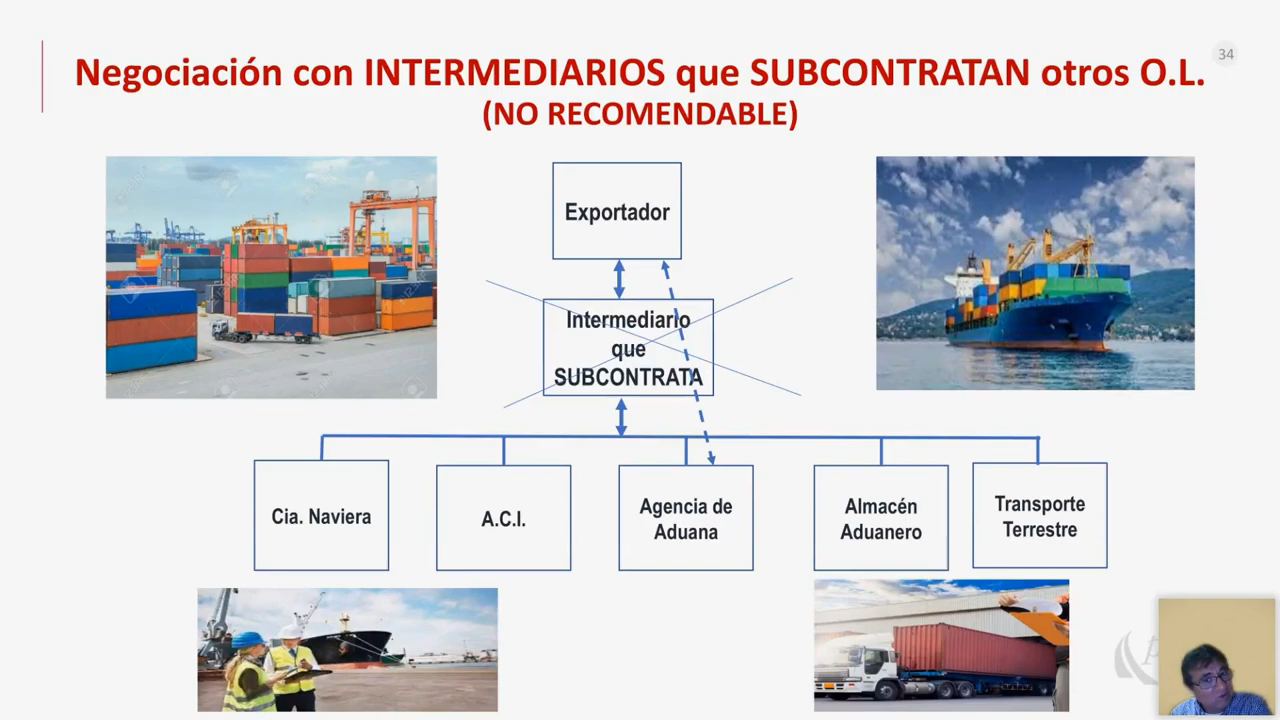 34
Negociación con INTERMEDIARIOS que SUBCONTRATAN otros O.L.
(NO RECOMENDABLE)
Exportador
Intermediario
que
SUBCONTRATA
Cia. Naviera
A.C.I.
Agencia de
Aduana
Almacén
Aduanero
Transporte
Terrestre